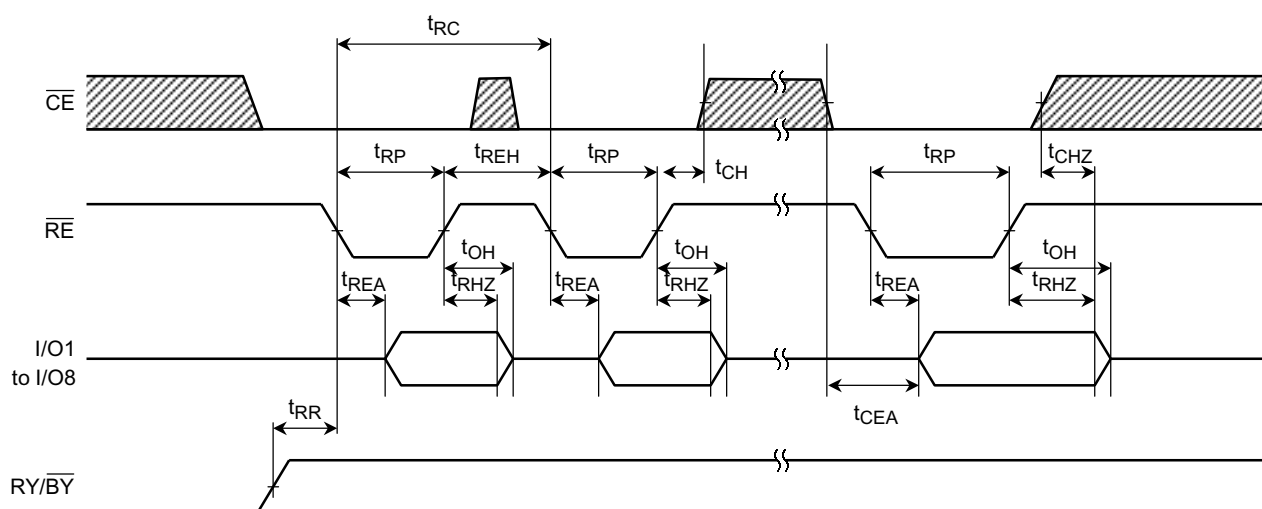 tRC
CE
tRP tREH tRP tCH tRP tCHZ
RE
tOH tOH tOH
tREA tRHZ tREA tRHZ tREA tRHZ
I/O1
to I/O8
tRR tCEA
RY/BY